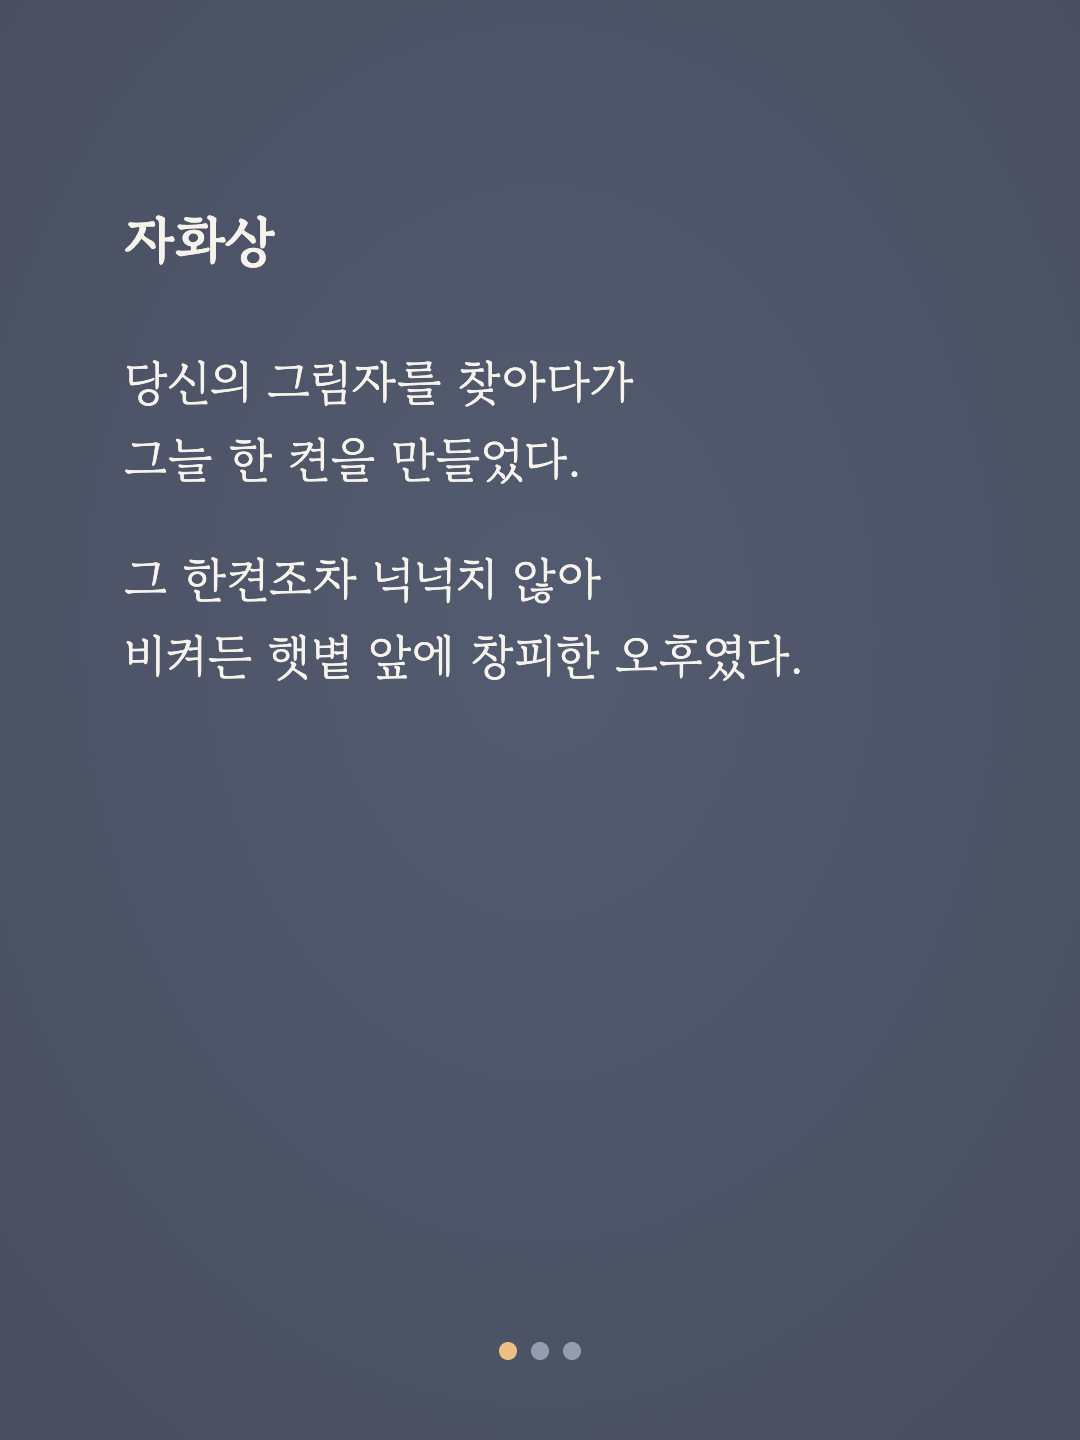 자화상
당신의 그림자를 찾아다가
그늘 한 켠을 만들었다.
그 한켠조차 넉넉치 않아
비켜든 햇볕 앞에 창피한 오후였다.